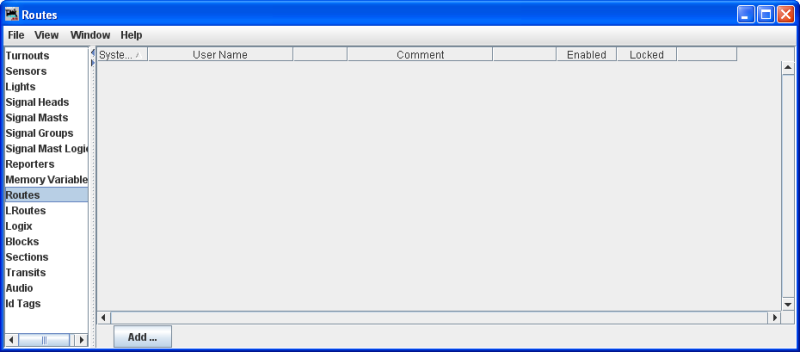 Routes
File View Window Help
Syste... User Name Comment Enabled Locked
Turnouts
Sensors
Lights
Signal Heads
Signal Masts
Signal Groups
Signal Mast Logic
Reporters
Memory Variable
Routes
LRoutes
Logix
Blocks
Sections
Transits
Audio
Id Tags
Add ...